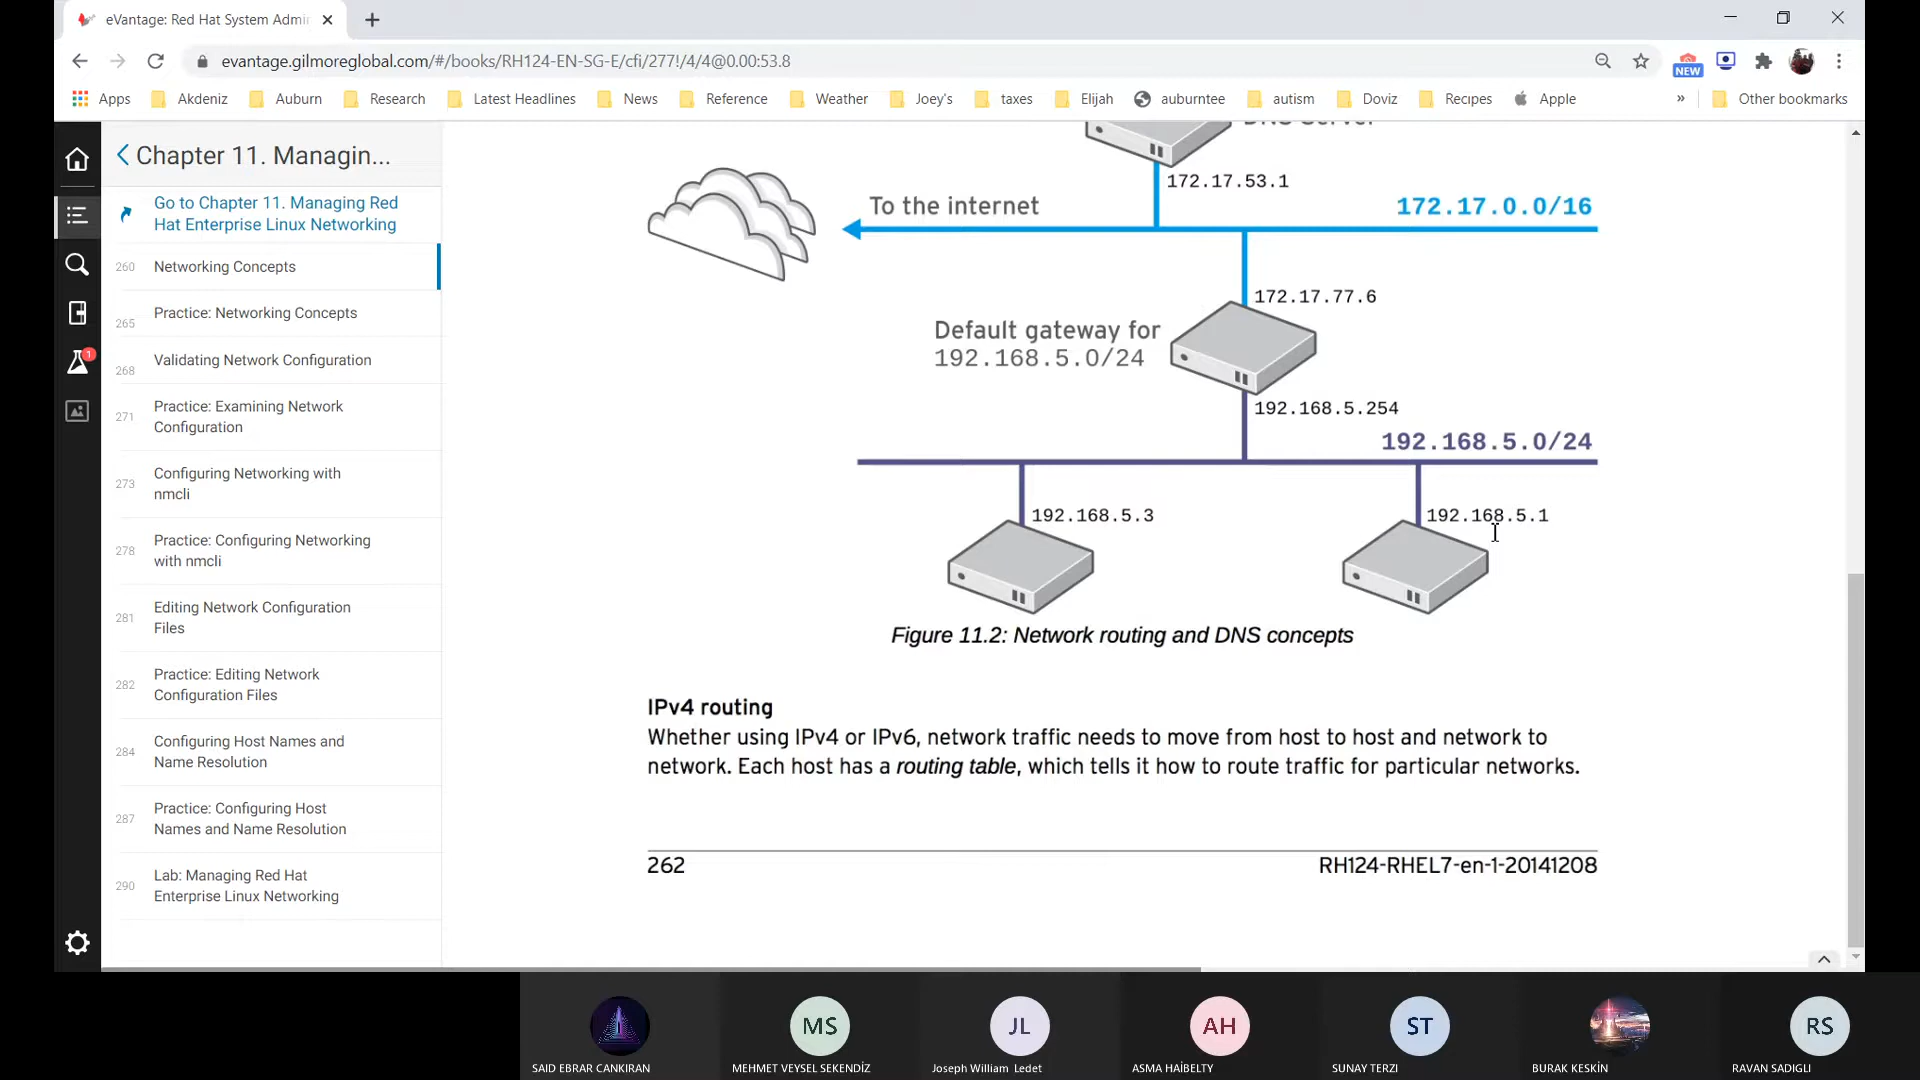 eVantage: Red Hat System Admi
evantage.gilmoreglobal.com/#/books/RH124-EN-SG-E/cfi/277!/4/4@0.00:53.8
NEW
Apps Akdeniz Auburn Research Latest Headlines News Reference Weather Joey's taxes Elijah auburntee autism Doviz Recipes Apple » Other bookmarks
Chapter 11. Managin...
Go to Chapter 11. Managing Red
Hat Enterprise Linux Networking
260 Networking Concepts
265 Practice: Networking Concepts
268 Validating Network Configuration
271 Practice: Examining Network
Configuration
273 Configuring Networking with
nmcli
278 Practice: Configuring Networking
with nmcli
281 Editing Network Configuration
Files
282 Practice: Editing Network
Configuration Files
284 Configuring Host Names and
Name Resolution
287 Practice: Configuring Host
Names and Name Resolution
290 Lab: Managing Red Hat
Enterprise Linux Networking
1
DNS Server
172.17.53.1
To the internet
172.17.0.0/16
172.17.77.6
Default gateway for
192.168.5.0/24
192.168.5.254
192.168.5.0/24
192.168.5.3
192.168.5.1
Figure 11.2: Network routing and DNS concepts
IPv4 routing
Whether using IPv4 or IPv6, network traffic needs to move from host to host and network to
network. Each host has a routing table, which tells it how to route traffic for particular networks.
262
RH124-RHEL7-en-1-20141208
MS JL AH ST RS
SAID EBRAR CANKIRAN MEHMET VEYSEL SEKENDİZ Joseph William Ledet ASMA HAİBELTY SUNAY TERZI BURAK KESKİN RAVAN SADIGLI